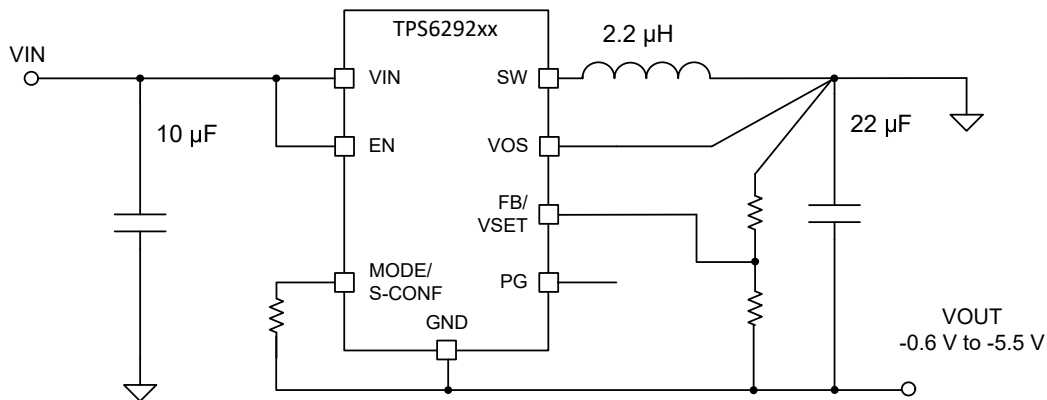 TPS6292xx
2.2 µH
VIN
VIN
SW
10 µF
EN
VOS
22 µF
FB/
VSET
MODE/
S-CONF
PG
GND
VOUT
-0.6 V to -5.5 V